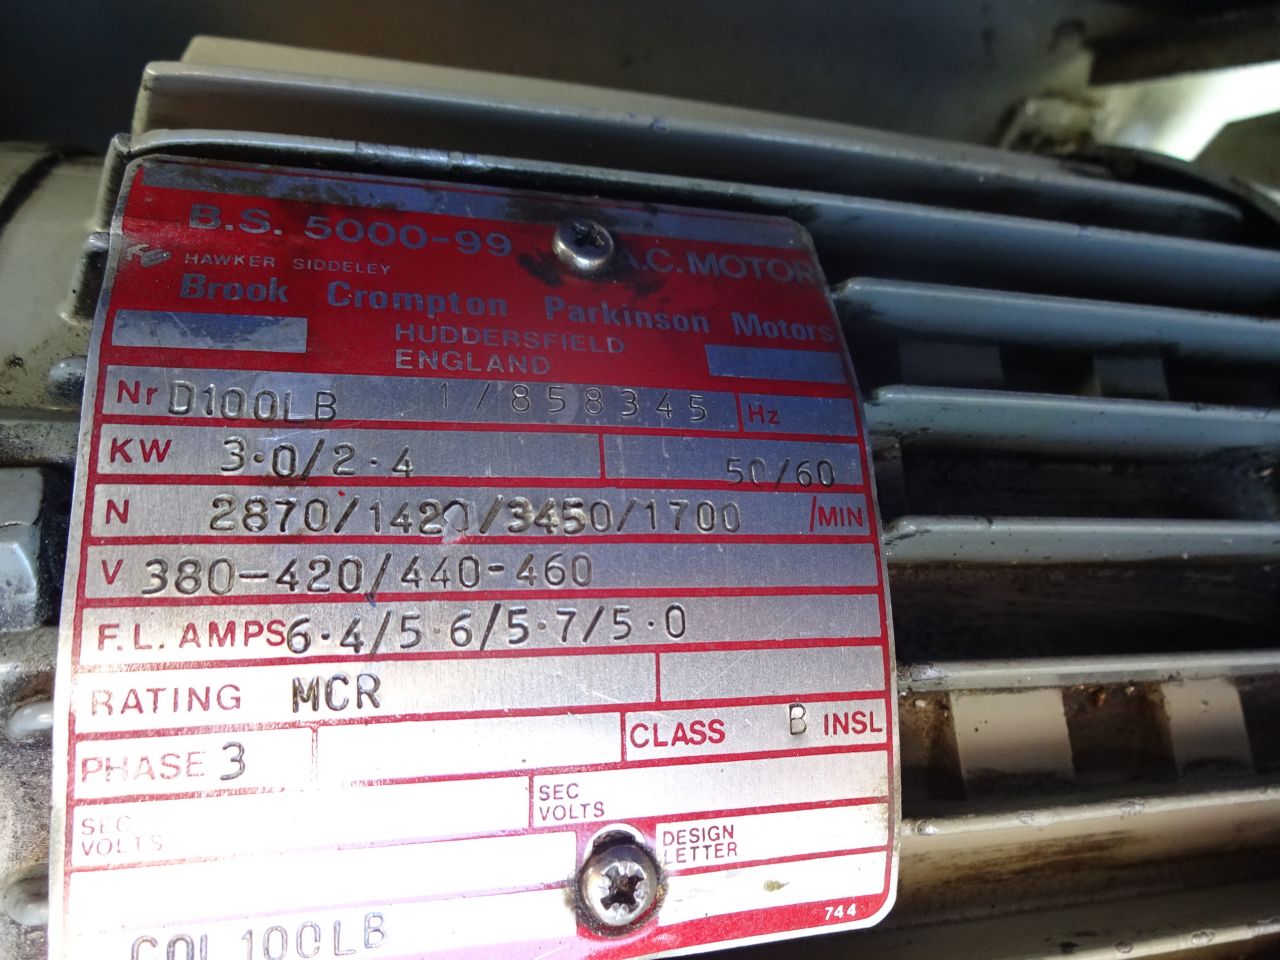 B.S. 5000-99 A.C. MOTOR
HAWKER SIDDELEY
Brook Crompton Parkinson Motors
HUDDERSFIELD
ENGLAND
Nr D100LB 1/858345 Hz
KW 3.0/2.4 50/60
N 2870/1420/3450/1700 /MIN
V 380-420/440-460
F.L. AMPS 6.4/5.6/5.7/5.0
RATING MCR
PHASE 3 CLASS B INSL
SEC VOLTS
SEC VOLTS
DESIGN LETTER
744
COL 100LB